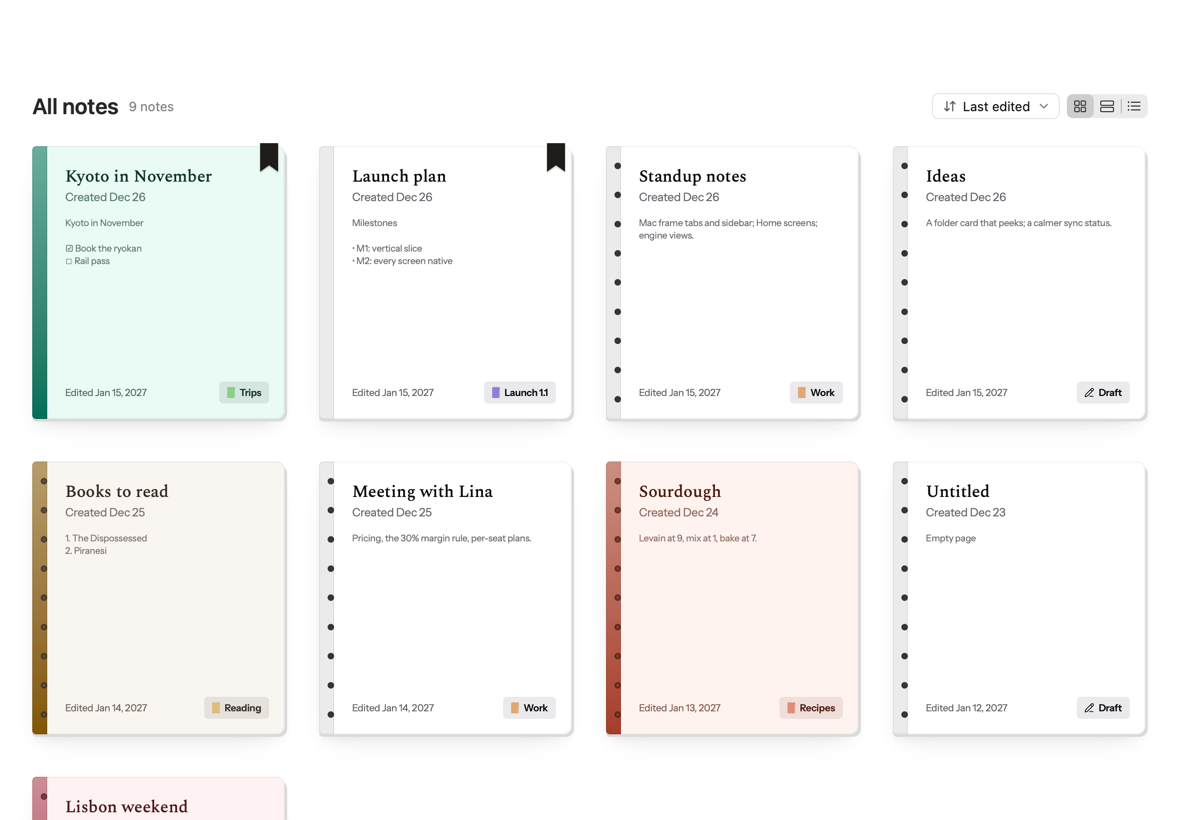 All notes 9 notes
Last edited
Kyoto in November
Created Dec 26
Kyoto in November
☑ Book the ryokan
☐ Rail pass
Edited Jan 15, 2027
Trips
Launch plan
Created Dec 26
Milestones
• M1: vertical slice
• M2: every screen native
Edited Jan 15, 2027
Launch 1.1
Standup notes
Created Dec 26
Mac frame tabs and sidebar; Home screens;
engine views.
Edited Jan 15, 2027
Work
Ideas
Created Dec 26
A folder card that peeks; a calmer sync status.
Edited Jan 15, 2027
Draft
Books to read
Created Dec 25
1. The Dispossessed
2. Piranesi
Edited Jan 14, 2027
Reading
Meeting with Lina
Created Dec 25
Pricing, the 30% margin rule, per-seat plans.
Edited Jan 14, 2027
Work
Sourdough
Created Dec 24
Levain at 9, mix at 1, bake at 7.
Edited Jan 13, 2027
Recipes
Untitled
Created Dec 23
Empty page
Edited Jan 12, 2027
Draft
Lisbon weekend